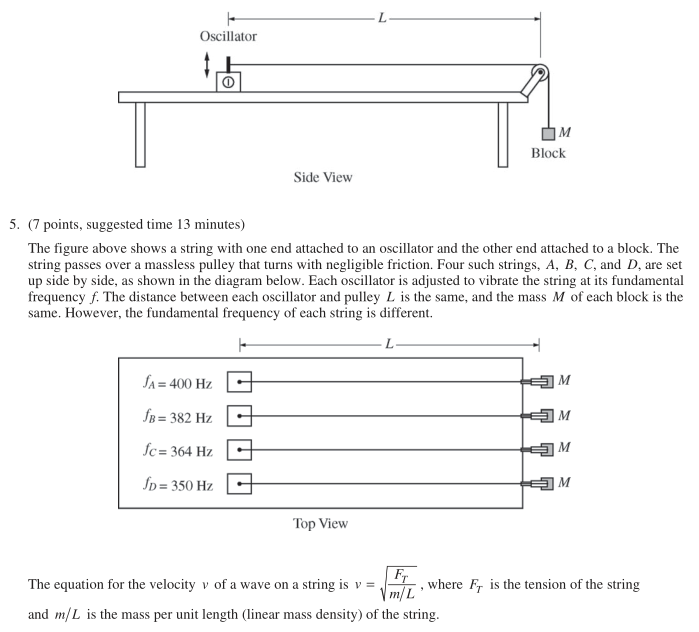 L
Oscillator
M
Block
Side View
5. (7 points, suggested time 13 minutes)
The figure above shows a string with one end attached to an oscillator and the other end attached to a block. The
string passes over a massless pulley that turns with negligible friction. Four such strings, A, B, C, and D, are set
up side by side, as shown in the diagram below. Each oscillator is adjusted to vibrate the string at its fundamental
frequency f. The distance between each oscillator and pulley L is the same, and the mass M of each block is the
same. However, the fundamental frequency of each string is different.
L
f_A = 400 Hz M
f_B = 382 Hz M
f_C = 364 Hz M
f_D = 350 Hz M
Top View
The equation for the velocity v of a wave on a string is v = √(F_T / (m/L)), where F_T is the tension of the string
and m/L is the mass per unit length (linear mass density) of the string.